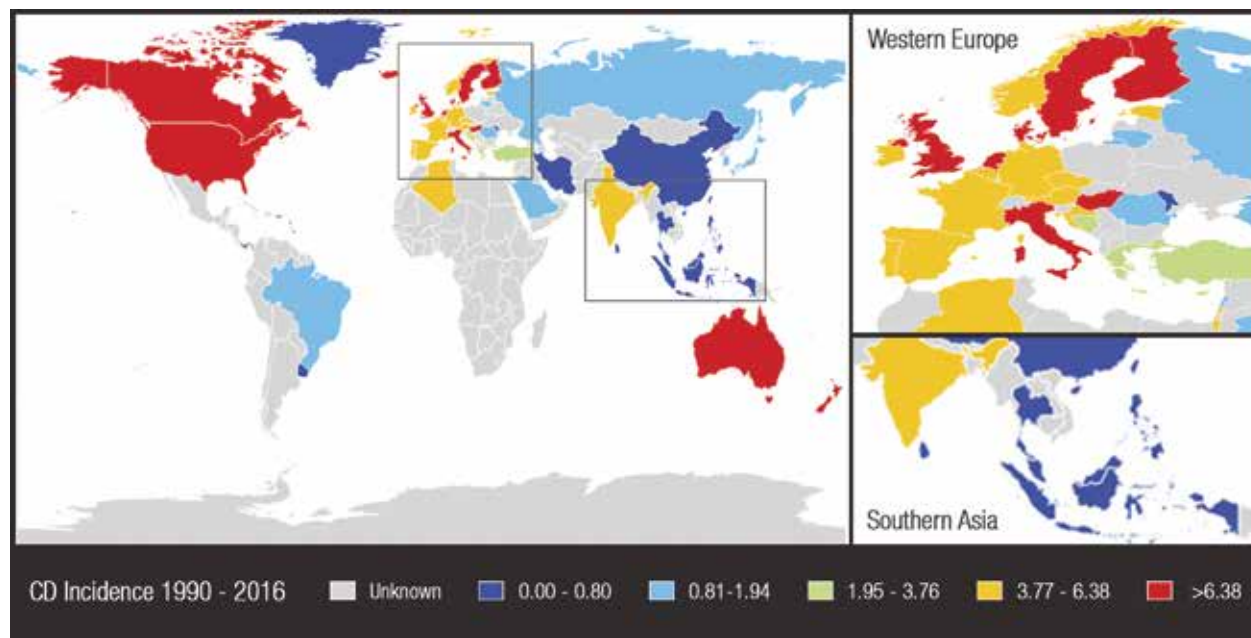 Western Europe
Southern Asia
CD Incidence 1990 - 2016
Unknown
0.00 - 0.80
0.81-1.94
1.95 - 3.76
3.77 - 6.38
>6.38